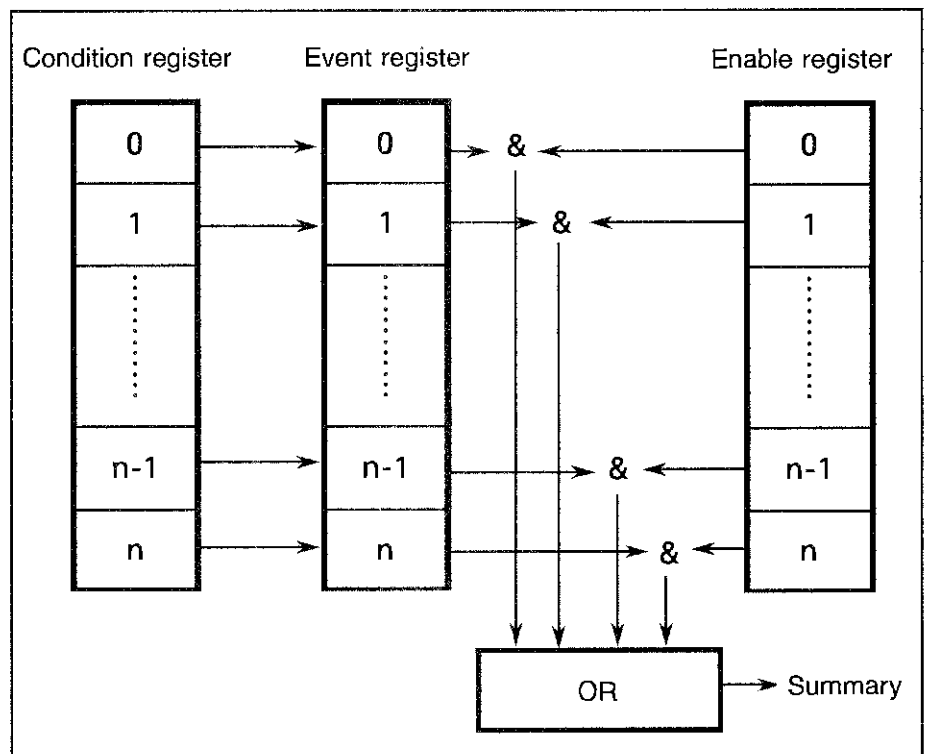 Condition register Event register Enable register
0 0 & 0
1 1 & 1
n-1 n-1 & n-1
n n & n
OR Summary